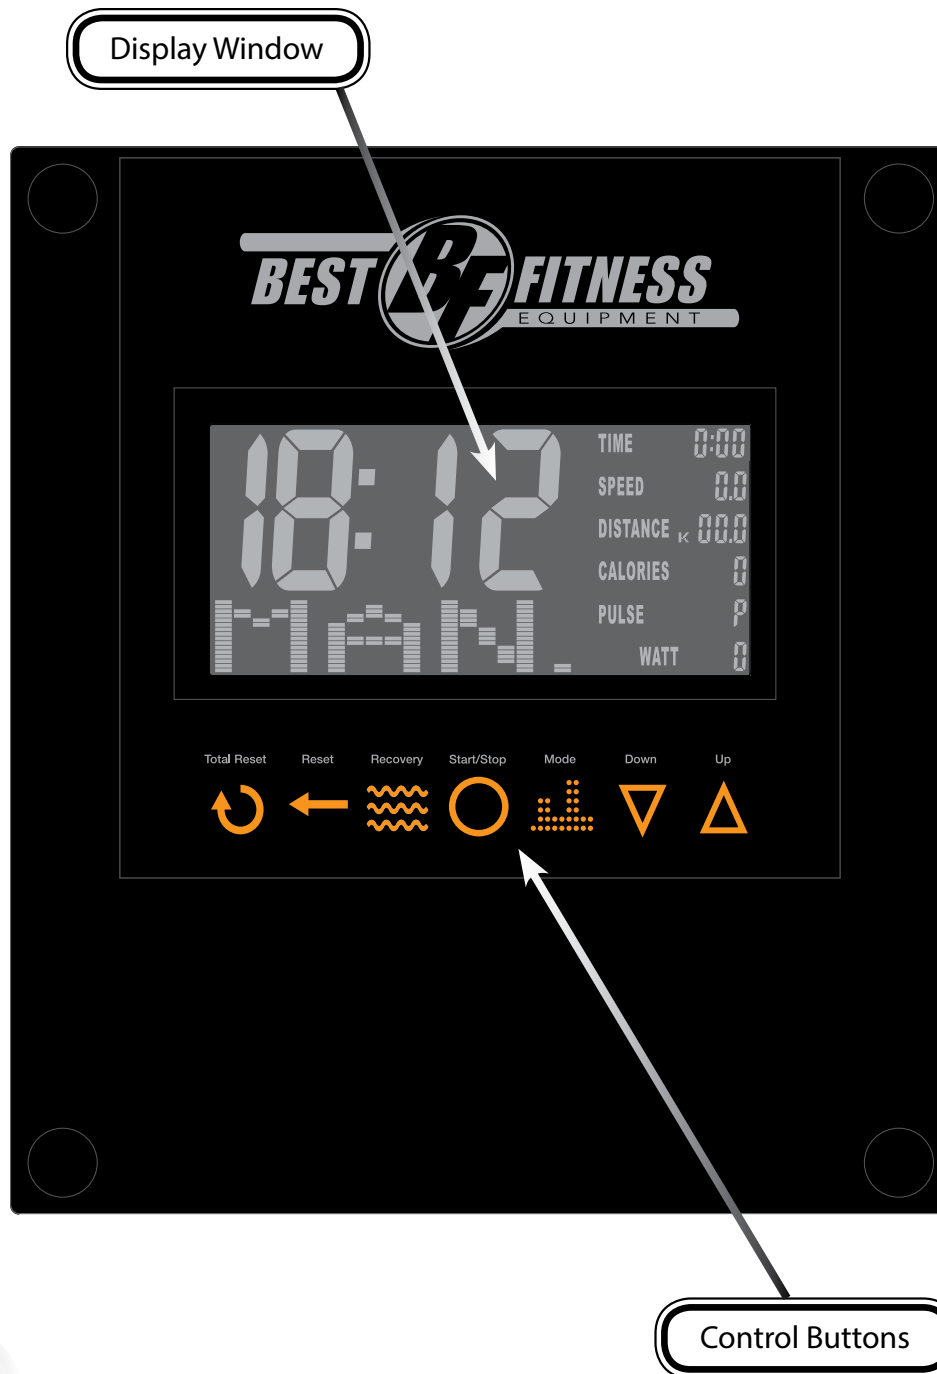 Display Window
BEST BF FITNESS
EQUIPMENT
18:12
MAN.
TIME 0:00
SPEED 0.0
DISTANCE K 00.0
CALORIES 0
PULSE P
WATT 0
Total Reset Reset Recovery Start/Stop Mode Down Up
Control Buttons